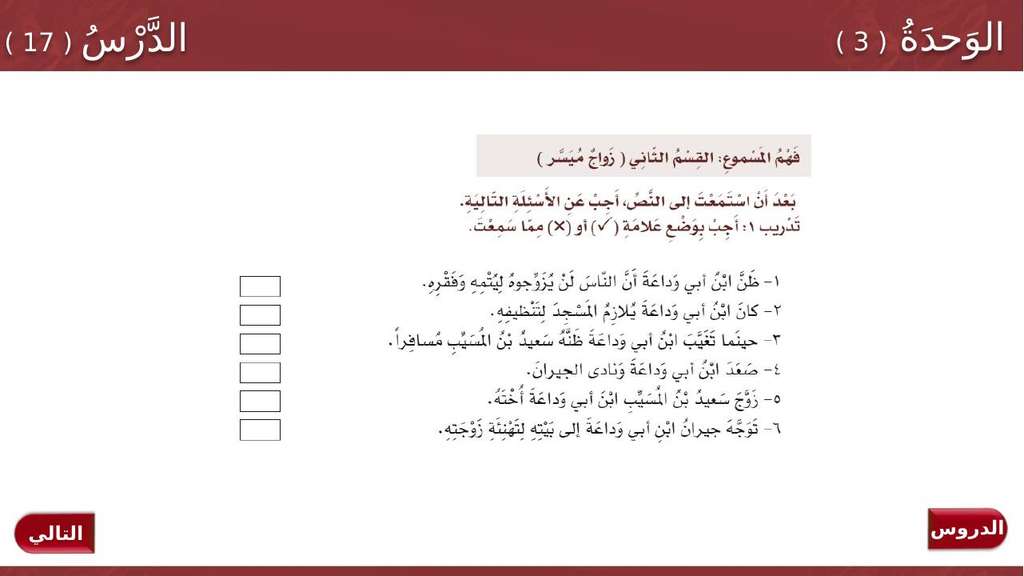 الوَحدَةُ ( 3 )
الدَّرْسُ ( 17 )
فَهْمُ المَسْموعِ: القِسْمُ الثّاني ( زَواجٌ مُيَسَّر )
بَعْدَ أَنْ اسْتَمَعْتَ إلى النَّصِّ، أَجِبْ عَنِ الأَسْئِلَةِ التّالِيَةِ.
تَدْريب ١: أَجِبْ بِوَضْعِ عَلامَةِ (✓) أو (✗) مِمّا سَمِعْتَ.
١- ظَنَّ ابْنُ أبي وَداعَةَ أَنَّ النّاسَ لَنْ يُزَوِّجوهُ لِيُتْمِهِ وَفَقْرِهِ.
٢- كانَ ابْنُ أبي وَداعَةَ يُلازِمُ المَسْجِدَ لِتَنْظيفِهِ.
٣- حينَما تَغَيَّبَ ابْنُ أبي وَداعَةَ ظَنَّهُ سَعيدُ بْنُ المُسَيِّبِ مُسافِراً.
٤- صَعَدَ ابْنُ أبي وَداعَةَ وَنادى الجيرانَ.
٥- زَوَّجَ سَعيدُ بْنُ المُسَيِّبِ ابْنَ أبي وَداعَةَ أُخْتَهُ.
٦- تَوَجَّهَ جيرانُ ابْنِ أبي وَداعَةَ إلى بَيْتِهِ لِتَهْنِئَةِ زَوْجَتِهِ.
الدروس
التالي